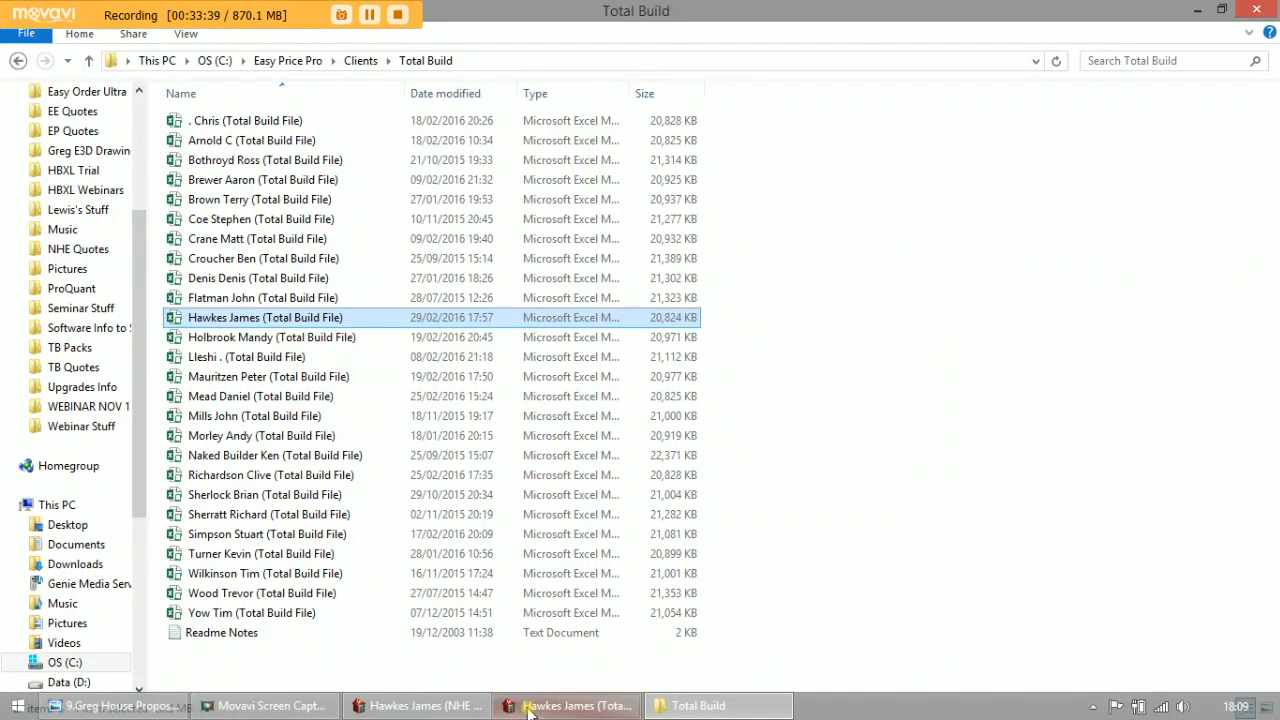 movavi Recording [00:33:39 / 870.1 MB] Total Build
File Home Share View
This PC OS (C:) Easy Price Pro Clients Total Build Search Total Build
Name Date modified Type Size
Easy Order Ultra
EE Quotes
EP Quotes
Greg E3D Drawin
HBXL Trial
HBXL Webinars
Lewis's Stuff
Music
NHE Quotes
Pictures
ProQuant
Seminar Stuff
Software Info to S
TB Packs
TB Quotes
Upgrades Info
WEBINAR NOV 1
Webinar Stuff
Homegroup
This PC
Desktop
Documents
Downloads
Genie Media Serv
Music
Pictures
Videos
OS (C:)
Data (D:)
. Chris (Total Build File) 18/02/2016 20:26 Microsoft Excel M... 20,828 KB
Arnold C (Total Build File) 18/02/2016 10:34 Microsoft Excel M... 20,825 KB
Bothroyd Ross (Total Build File) 21/10/2015 19:33 Microsoft Excel M... 21,314 KB
Brewer Aaron (Total Build File) 09/02/2016 21:32 Microsoft Excel M... 20,925 KB
Brown Terry (Total Build File) 27/01/2016 19:53 Microsoft Excel M... 20,937 KB
Coe Stephen (Total Build File) 10/11/2015 20:45 Microsoft Excel M... 21,277 KB
Crane Matt (Total Build File) 09/02/2016 19:40 Microsoft Excel M... 20,932 KB
Croucher Ben (Total Build File) 25/09/2015 15:14 Microsoft Excel M... 21,389 KB
Denis Denis (Total Build File) 27/01/2016 18:26 Microsoft Excel M... 21,302 KB
Flatman John (Total Build File) 28/07/2015 12:26 Microsoft Excel M... 21,323 KB
Hawkes James (Total Build File) 29/02/2016 17:57 Microsoft Excel M... 20,824 KB
Holbrook Mandy (Total Build File) 19/02/2016 20:45 Microsoft Excel M... 20,971 KB
Lleshi . (Total Build File) 08/02/2016 21:18 Microsoft Excel M... 21,112 KB
Mauritzen Peter (Total Build File) 19/02/2016 17:50 Microsoft Excel M... 20,977 KB
Mead Daniel (Total Build File) 25/02/2016 15:24 Microsoft Excel M... 20,825 KB
Mills John (Total Build File) 18/11/2015 19:17 Microsoft Excel M... 21,000 KB
Morley Andy (Total Build File) 18/01/2016 20:15 Microsoft Excel M... 20,919 KB
Naked Builder Ken (Total Build File) 25/09/2015 15:07 Microsoft Excel M... 22,371 KB
Richardson Clive (Total Build File) 25/02/2016 17:35 Microsoft Excel M... 20,828 KB
Sherlock Brian (Total Build File) 29/10/2015 20:34 Microsoft Excel M... 21,004 KB
Sherratt Richard (Total Build File) 02/11/2015 20:19 Microsoft Excel M... 21,282 KB
Simpson Stuart (Total Build File) 17/02/2016 20:09 Microsoft Excel M... 21,081 KB
Turner Kevin (Total Build File) 28/01/2016 10:56 Microsoft Excel M... 20,899 KB
Wilkinson Tim (Total Build File) 16/11/2015 17:24 Microsoft Excel M... 21,001 KB
Wood Trevor (Total Build File) 27/07/2015 14:47 Microsoft Excel M... 21,353 KB
Yow Tim (Total Build File) 07/12/2015 14:51 Microsoft Excel M... 21,054 KB
Readme Notes 19/12/2003 11:38 Text Document 2 KB
9.Greg House Propos... Movavi Screen Capt... Hawkes James (NHE ... Hawkes James (Tota... Total Build 18:09